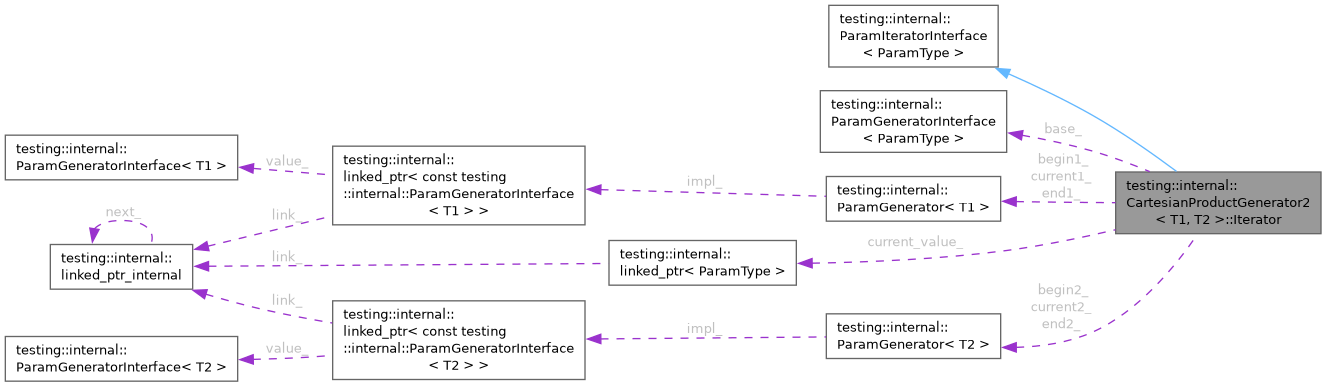 testing::internal::
ParamIteratorInterface
< ParamType >
testing::internal::
ParamGeneratorInterface
< ParamType >
base_
testing::internal::
ParamGeneratorInterface< T1 >
value_
testing::internal::
linked_ptr< const testing
::internal::ParamGeneratorInterface
< T1 > >
impl_
testing::internal::
ParamGenerator< T1 >
begin1_
current1_
end1_
testing::internal::
CartesianProductGenerator2
< T1, T2 >::Iterator
next_
link_
testing::internal::
linked_ptr_internal
link_
testing::internal::
linked_ptr< ParamType >
current_value_
link_
testing::internal::
linked_ptr< const testing
::internal::ParamGeneratorInterface
< T2 > >
impl_
testing::internal::
ParamGenerator< T2 >
begin2_
current2_
end2_
value_
testing::internal::
ParamGeneratorInterface< T2 >